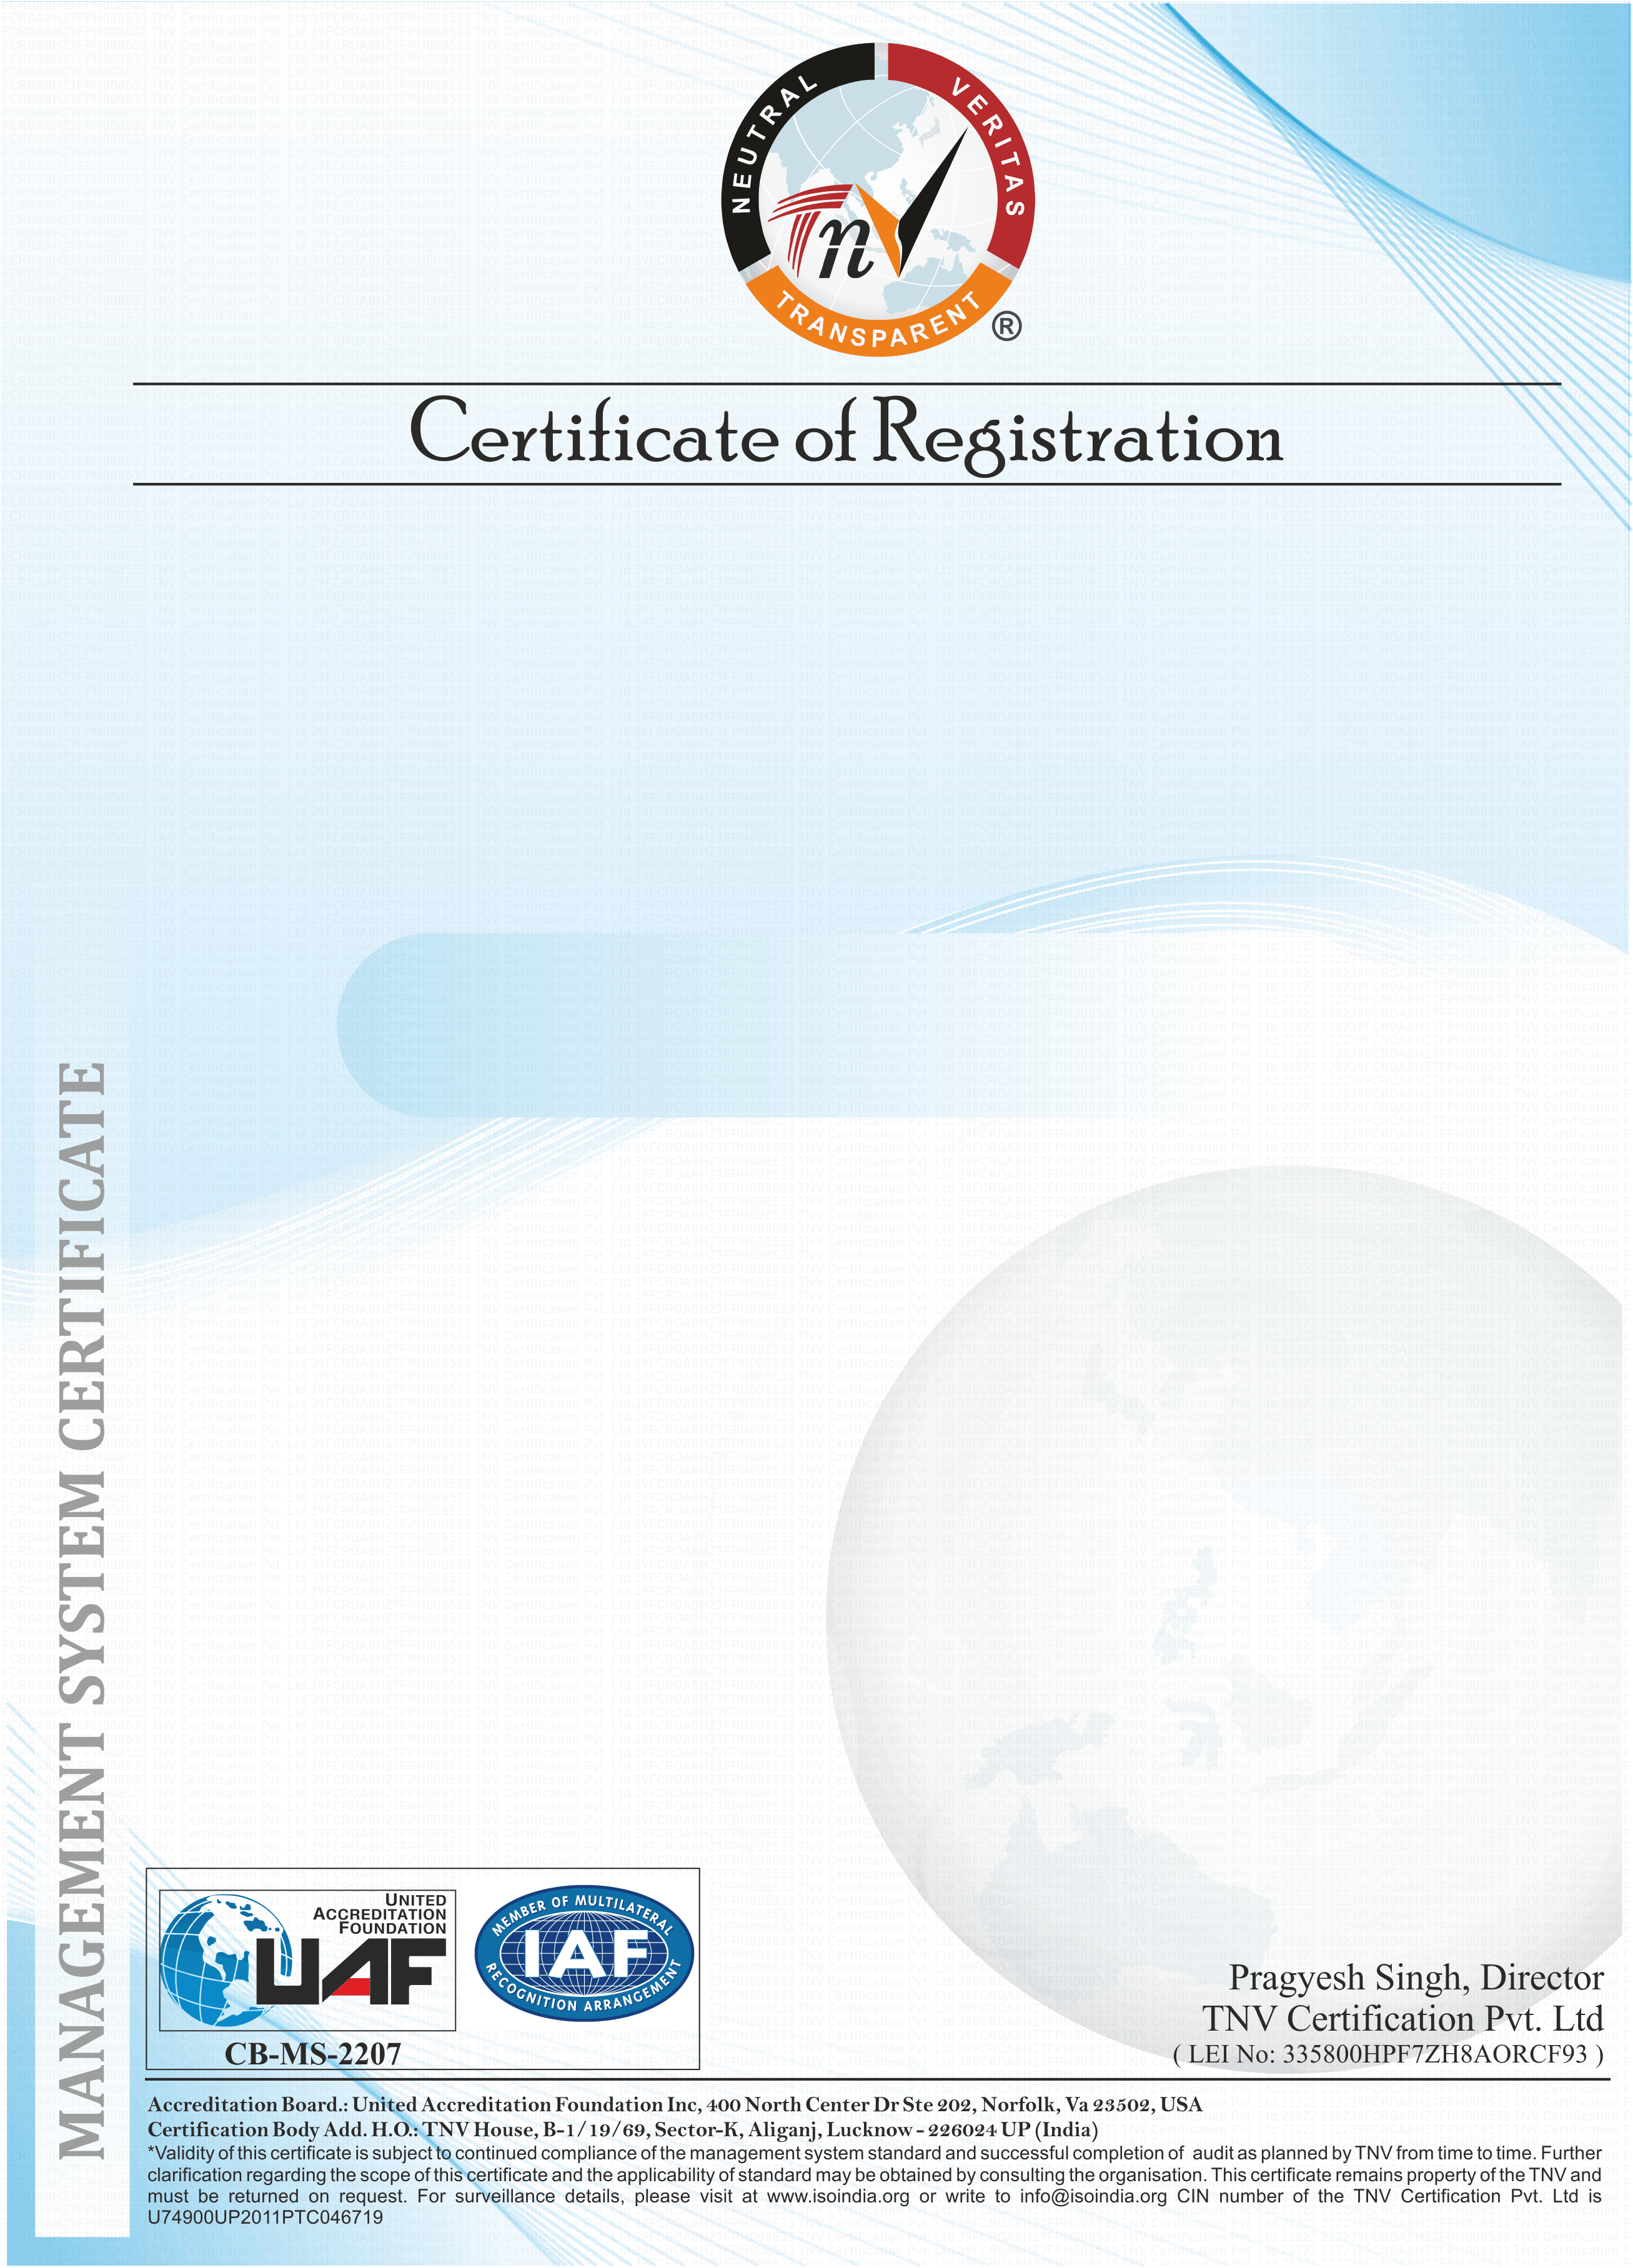 NEUTRAL
VERITAS
TnV
TRANSPARENT
®
Certificate of Registration
MANAGEMENT SYSTEM CERTIFICATE
UNITED
ACCREDITATION
FOUNDATION
UAF
MEMBER OF MULTILATERAL
IAF
RECOGNITION ARRANGEMENT
CB-MS-2207
Pragyesh Singh, Director
TNV Certification Pvt. Ltd
( LEI No: 335800HPF7ZH8AORCF93 )
Accreditation Board.: United Accreditation Foundation Inc, 400 North Center Dr Ste 202, Norfolk, Va 23502, USA
Certification Body Add. H.O.: TNV House, B-1/19/69, Sector-K, Aliganj, Lucknow - 226024 UP (India)
*Validity of this certificate is subject to continued compliance of the management system standard and successful completion of audit as planned by TNV from time to time. Further
clarification regarding the scope of this certificate and the applicability of standard may be obtained by consulting the organisation. This certificate remains property of the TNV and
must be returned on request. For surveillance details, please visit at www.isoindia.org or write to info@isoindia.org CIN number of the TNV Certification Pvt. Ltd is
U74900UP2011PTC046719